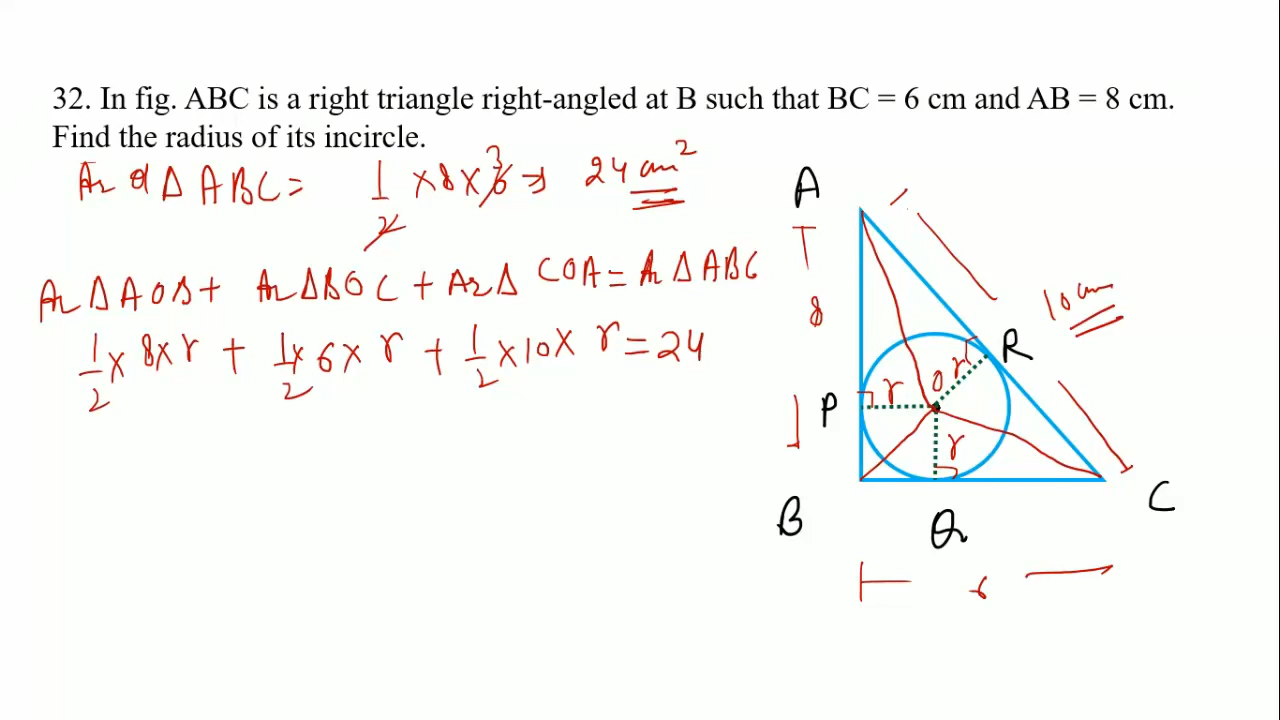 32. In fig. ABC is a right triangle right-angled at B such that BC = 6 cm and AB = 8 cm.
Find the radius of its incircle.
Ar of Δ ABC = 1/2 × 8 × 6 3 ⇒ 24 cm²
Ar Δ AOB + Ar Δ BOC + Ar Δ COA = Ar Δ ABC
1/2 × 8 × r + 1/2 × 6 × r + 1/2 × 10 × r = 24
A
8
10 cm
R
r
O
P
r
r
B
Q
C
6